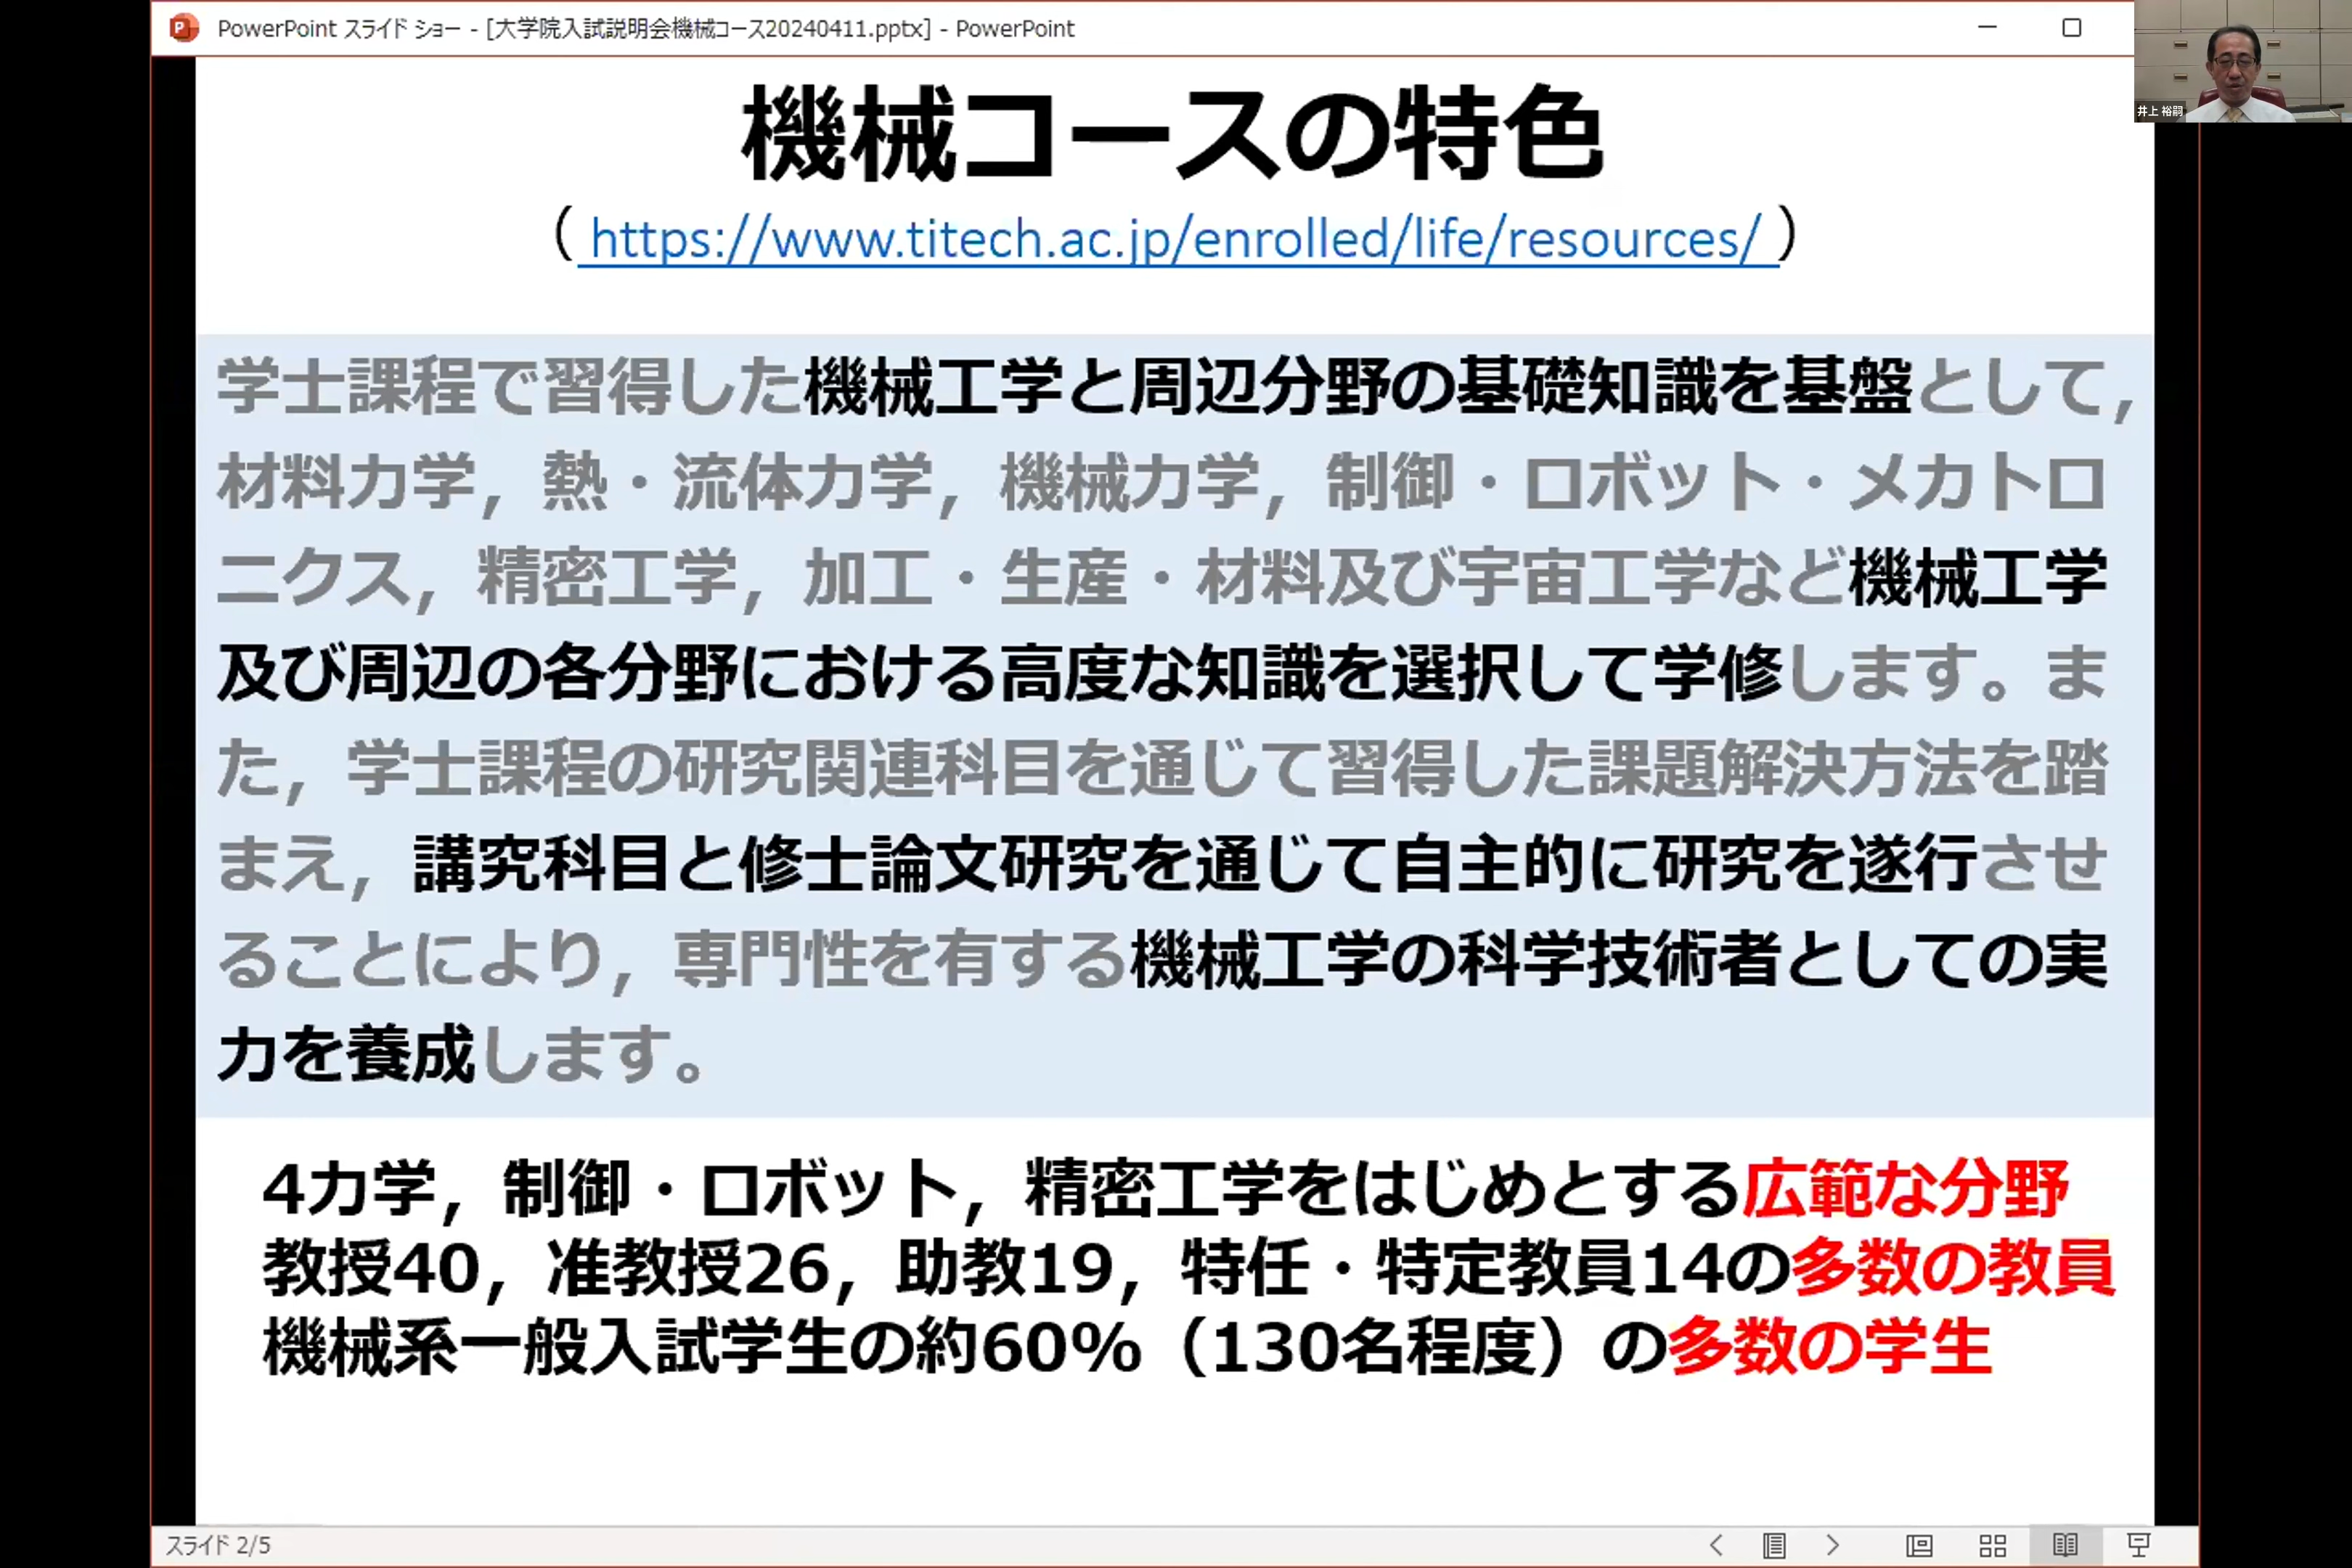 PowerPoint スライド ショー - [大学院入試説明会機械コース20240411.pptx] - PowerPoint
井上 裕嗣
機械コースの特色
( https://www.titech.ac.jp/enrolled/life/resources/ )
学士課程で習得した機械工学と周辺分野の基礎知識を基盤として,
材料力学, 熱・流体力学, 機械力学, 制御・ロボット・メカトロ
ニクス, 精密工学, 加工・生産・材料及び宇宙工学など機械工学
及び周辺の各分野における高度な知識を選択して学修します。ま
た, 学士課程の研究関連科目を通じて習得した課題解決方法を踏
まえ, 講究科目と修士論文研究を通じて自主的に研究を遂行させ
ることにより, 専門性を有する機械工学の科学技術者としての実
力を養成します。
4力学, 制御・ロボット, 精密工学をはじめとする広範な分野
教授40, 准教授26, 助教19, 特任・特定教員14の多数の教員
機械系一般入試学生の約60%（130名程度）の多数の学生
スライド 2/5